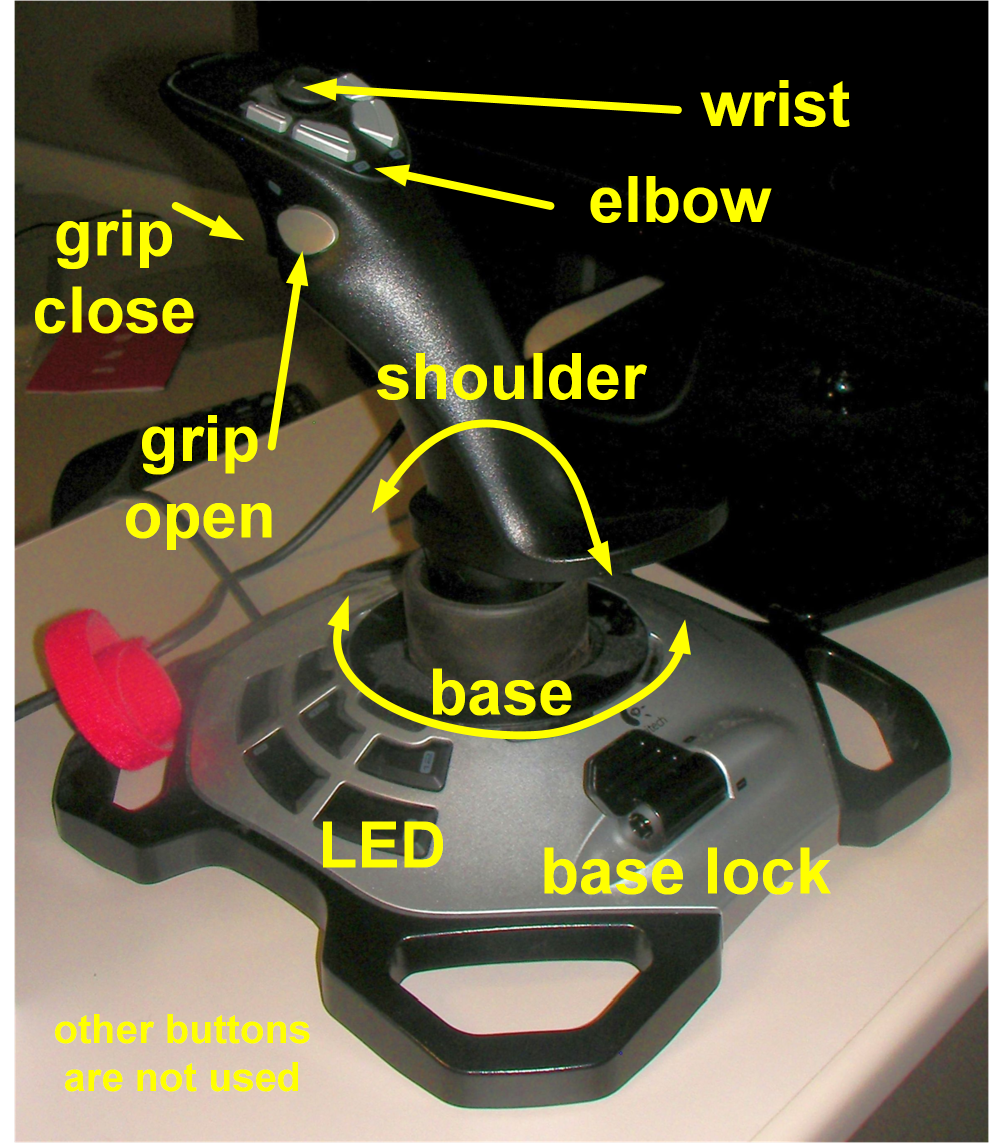 wrist
elbow
grip
close
shoulder
grip
open
base
LED
base lock
other buttons
are not used